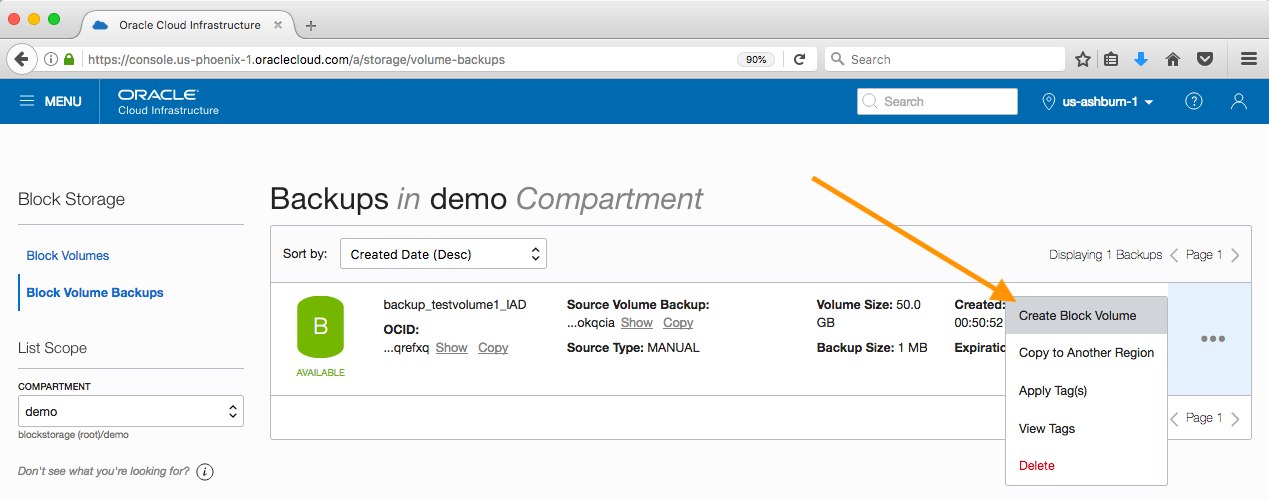 Oracle Cloud Infrastructure
https://console.us-phoenix-1.oraclecloud.com/a/storage/volume-backups
90%
Search
MENU
ORACLE
Cloud Infrastructure
Search
us-ashburn-1
Block Storage
Block Volumes
Block Volume Backups
List Scope
COMPARTMENT
demo
blockstorage (root)/demo
Don't see what you're looking for?
Backups in demo Compartment
Sort by: Created Date (Desc)
Displaying 1 Backups
Page 1
B
AVAILABLE
backup_testvolume1_IAD
OCID:
...qrefxq Show Copy
Source Volume Backup:
...okqcia Show Copy
Source Type: MANUAL
Volume Size: 50.0
GB
Backup Size: 1 MB
Created:
00:50:52
Expiratio
Create Block Volume
Copy to Another Region
Apply Tag(s)
View Tags
Delete
Page 1